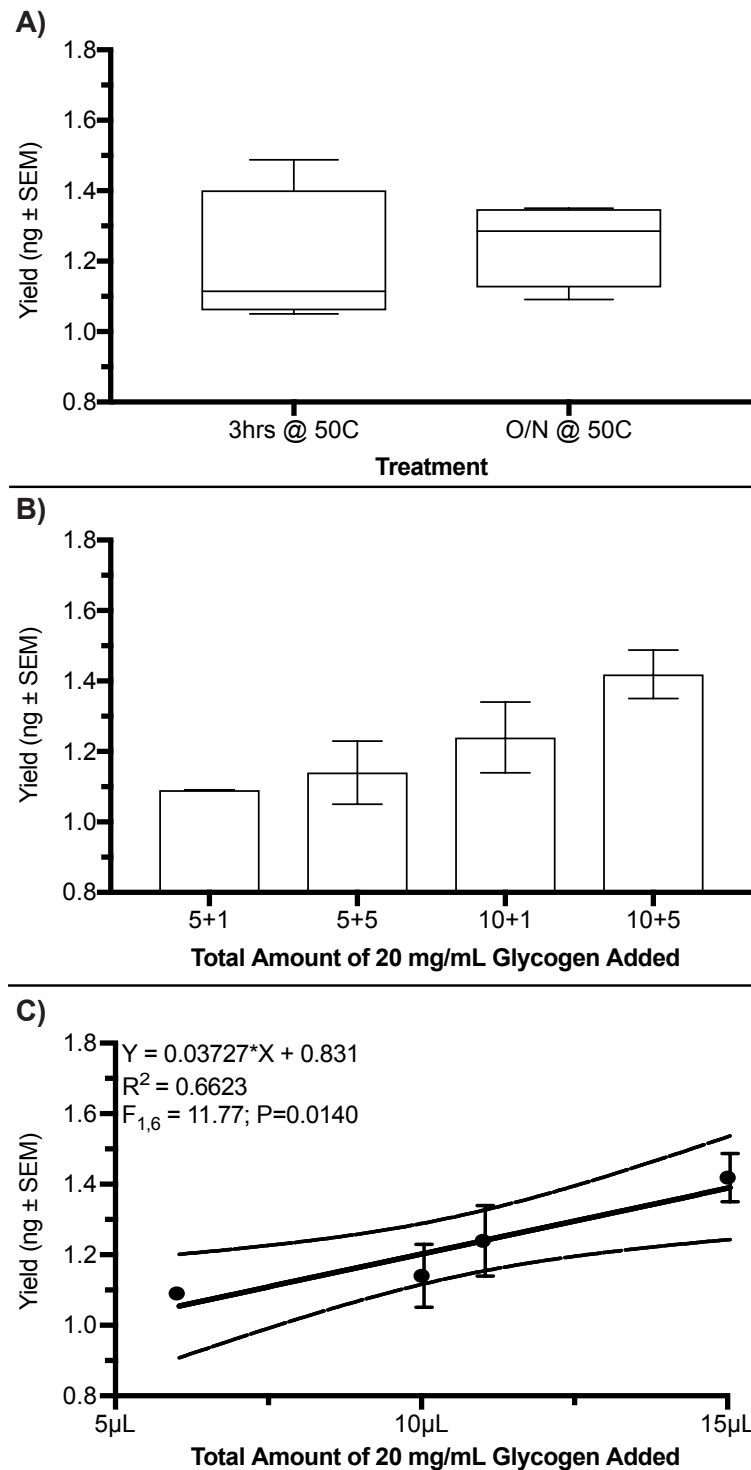 A)
1.8
1.6
1.4
1.2
1.0
0.8
Yield (ng ± SEM)
3hrs @ 50C O/N @ 50C
Treatment
B)
1.8
1.6
1.4
1.2
1.0
0.8
Yield (ng ± SEM)
5+1 5+5 10+1 10+5
Total Amount of 20 mg/mL Glycogen Added
C)
Y = 0.03727*X + 0.831
R² = 0.6623
F₁,₆ = 11.77; P=0.0140
1.8
1.6
1.4
1.2
1.0
0.8
Yield (ng ± SEM)
5µL 10µL 15µL
Total Amount of 20 mg/mL Glycogen Added